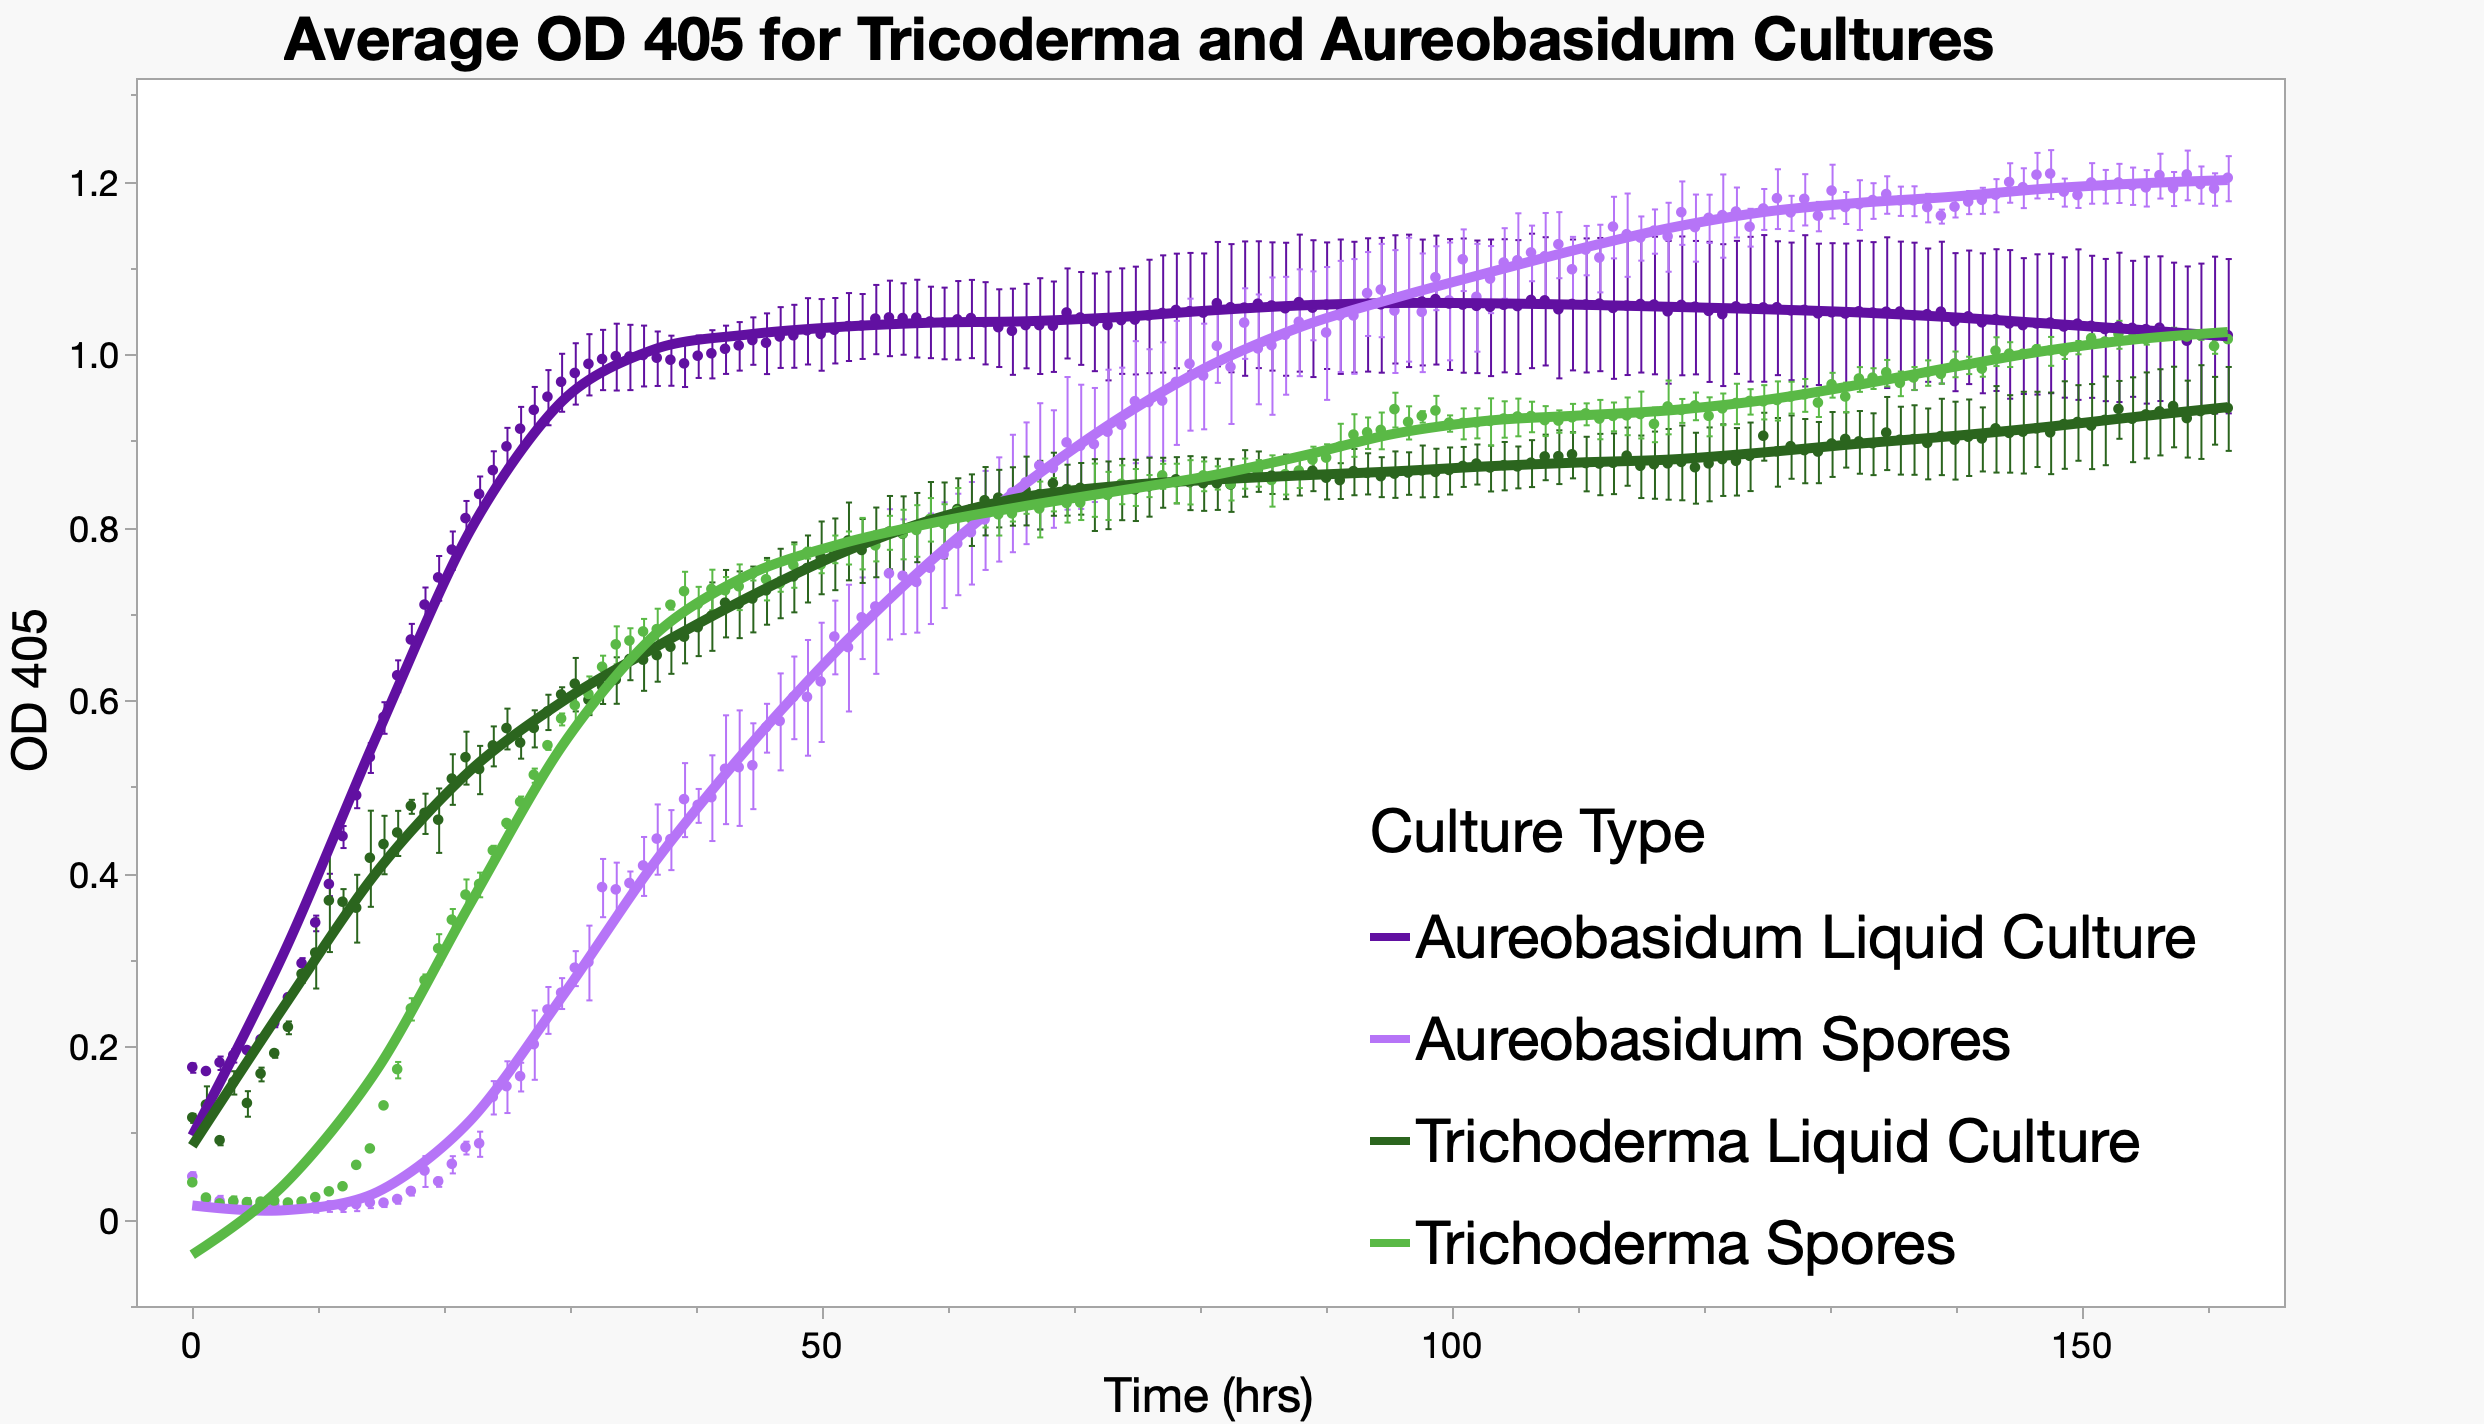 Average OD 405 for Tricoderma and Aureobasidum Cultures
1.2
1.0
0.8
0.6
0.4
0.2
0
OD 405
Culture Type
Aureobasidum Liquid Culture
Aureobasidum Spores
Trichoderma Liquid Culture
Trichoderma Spores
0 50 100 150
Time (hrs)